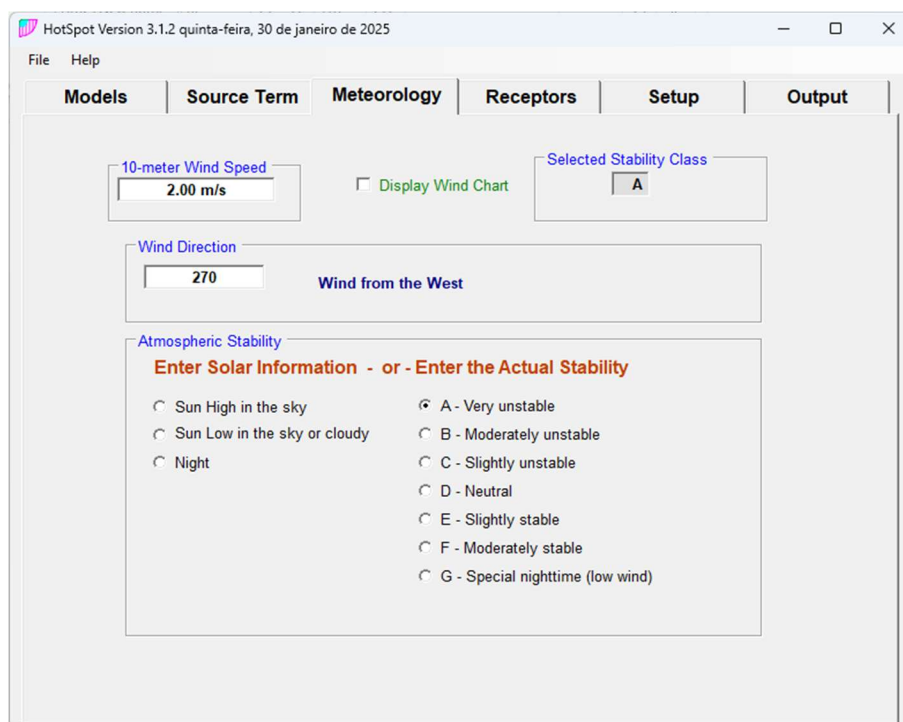 HotSpot Version 3.1.2 quinta-feira, 30 de janeiro de 2025
File Help
Models Source Term Meteorology Receptors Setup Output
10-meter Wind Speed
2.00 m/s
Display Wind Chart
Selected Stability Class
A
Wind Direction
270
Wind from the West
Atmospheric Stability
Enter Solar Information - or - Enter the Actual Stability
Sun High in the sky
Sun Low in the sky or cloudy
Night
A - Very unstable
B - Moderately unstable
C - Slightly unstable
D - Neutral
E - Slightly stable
F - Moderately stable
G - Special nighttime (low wind)